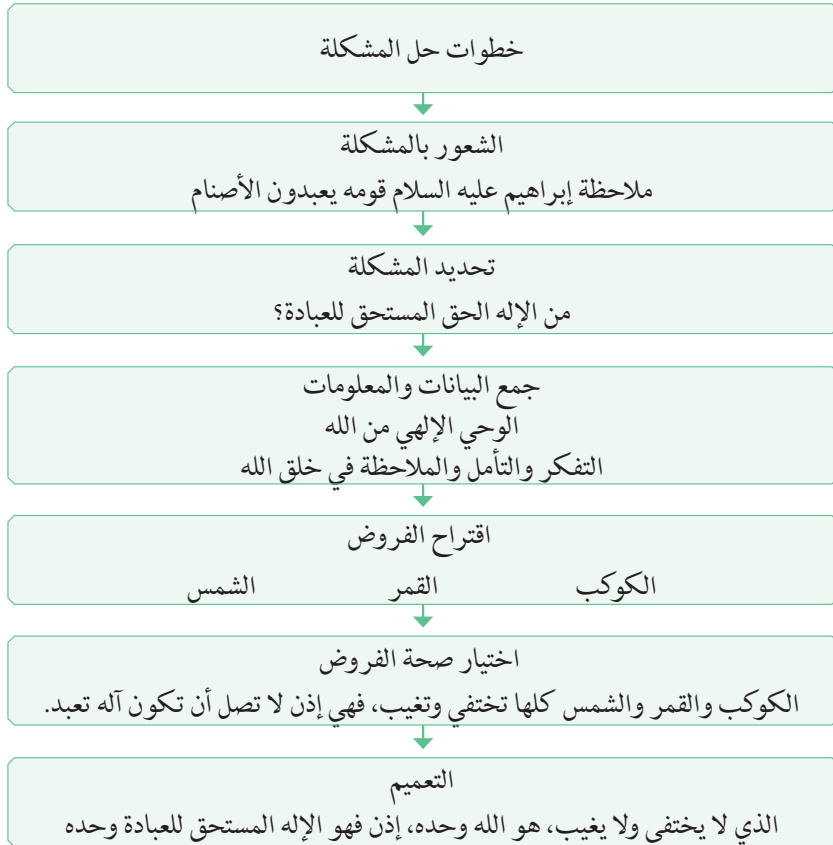 خطوات حل المشكلة
الشعور بالمشكلة
ملاحظة إبراهيم عليه السلام قومه يعبدون الأصنام
تحديد المشكلة
من الإله الحق المستحق للعبادة؟
جمع البيانات والمعلومات
الوحي الإلهي من الله
التفكر والتأمل والملاحظة في خلق الله
اقتراح الفروض
الكوكب القمر الشمس
اختيار صحة الفروض
الكوكب والقمر والشمس كلها تختفي وتغيب، فهي إذن لا تصل أن تكون آله تعبد.
التعميم
الذي لا يختفي ولا يغيب، هو الله وحده، إذن فهو الإله المستحق للعبادة وحده